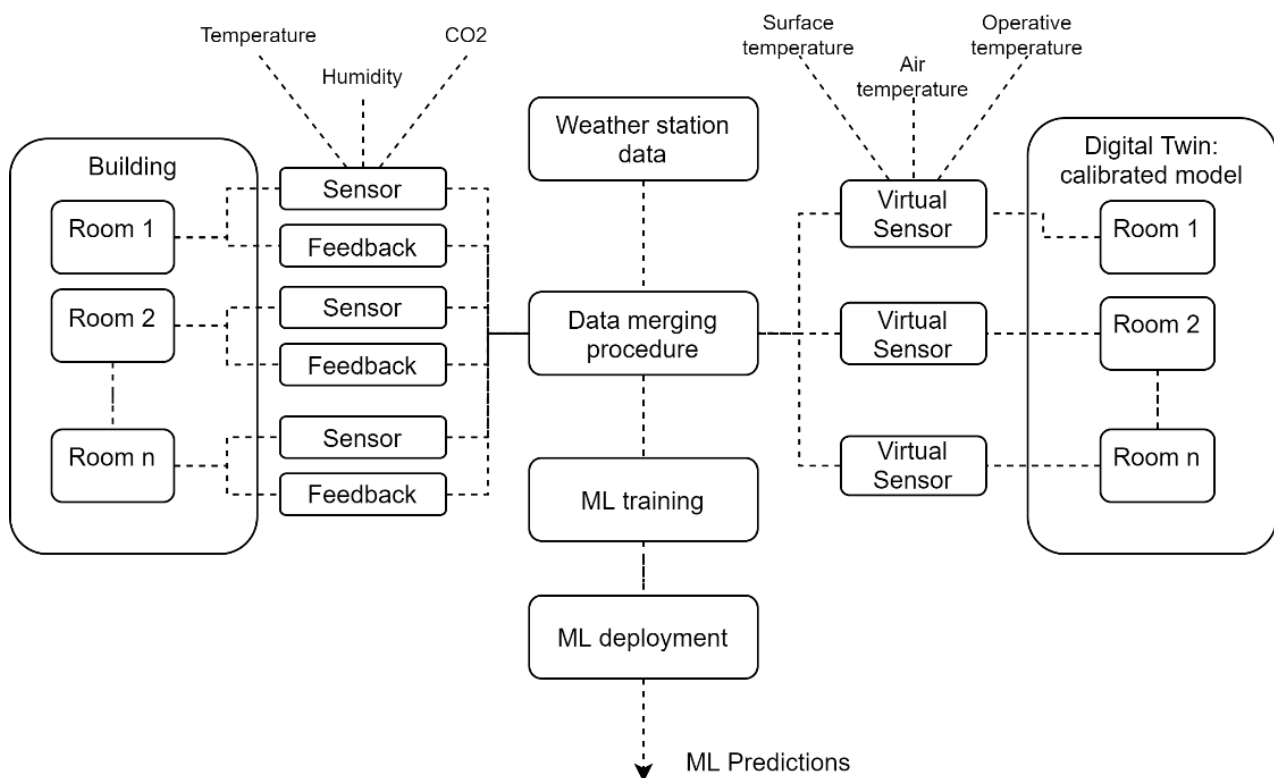 Temperature
CO2
Humidity
Surface
temperature
Operative
temperature
Air
temperature
Building
Room 1
Room 2
Room n
Sensor
Feedback
Sensor
Feedback
Sensor
Feedback
Weather station
data
Data merging
procedure
ML training
ML deployment
ML Predictions
Virtual
Sensor
Virtual
Sensor
Virtual
Sensor
Digital Twin:
calibrated model
Room 1
Room 2
Room n